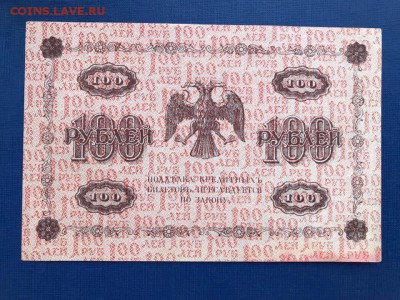 COINS.LAVE.RU
100 100
100 РУБЛЕЙ 100 РУБЛЕЙ
ПОДДѢЛКА КРЕДИТНЫХЪ
БИЛЕТОВЪ ПРЕСЛѢДУЕТСЯ
ПО ЗАКОНУ.
100 100